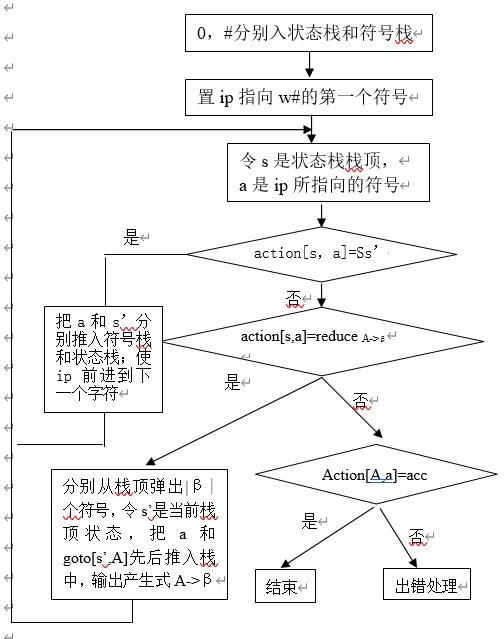 0，#分别入状态栈和符号栈
置 ip 指向 w#的第一个符号
令 s 是状态栈栈顶，
a 是 ip 所指向的符号
是
action[s, a]=Ss’
否
把 a 和 s’ 分
别推入符号栈
和状态栈；使
ip 前进到下
一个字符
action[s,a]=reduce A->β
是
否
Action[A,a]=acc
分别从栈顶弹出|β|
个符号，令 s’是当前栈
顶状态，把 a 和
goto[s’,A]先后推入栈
中，输出产生式 A->β
是
否
结束
出错处理